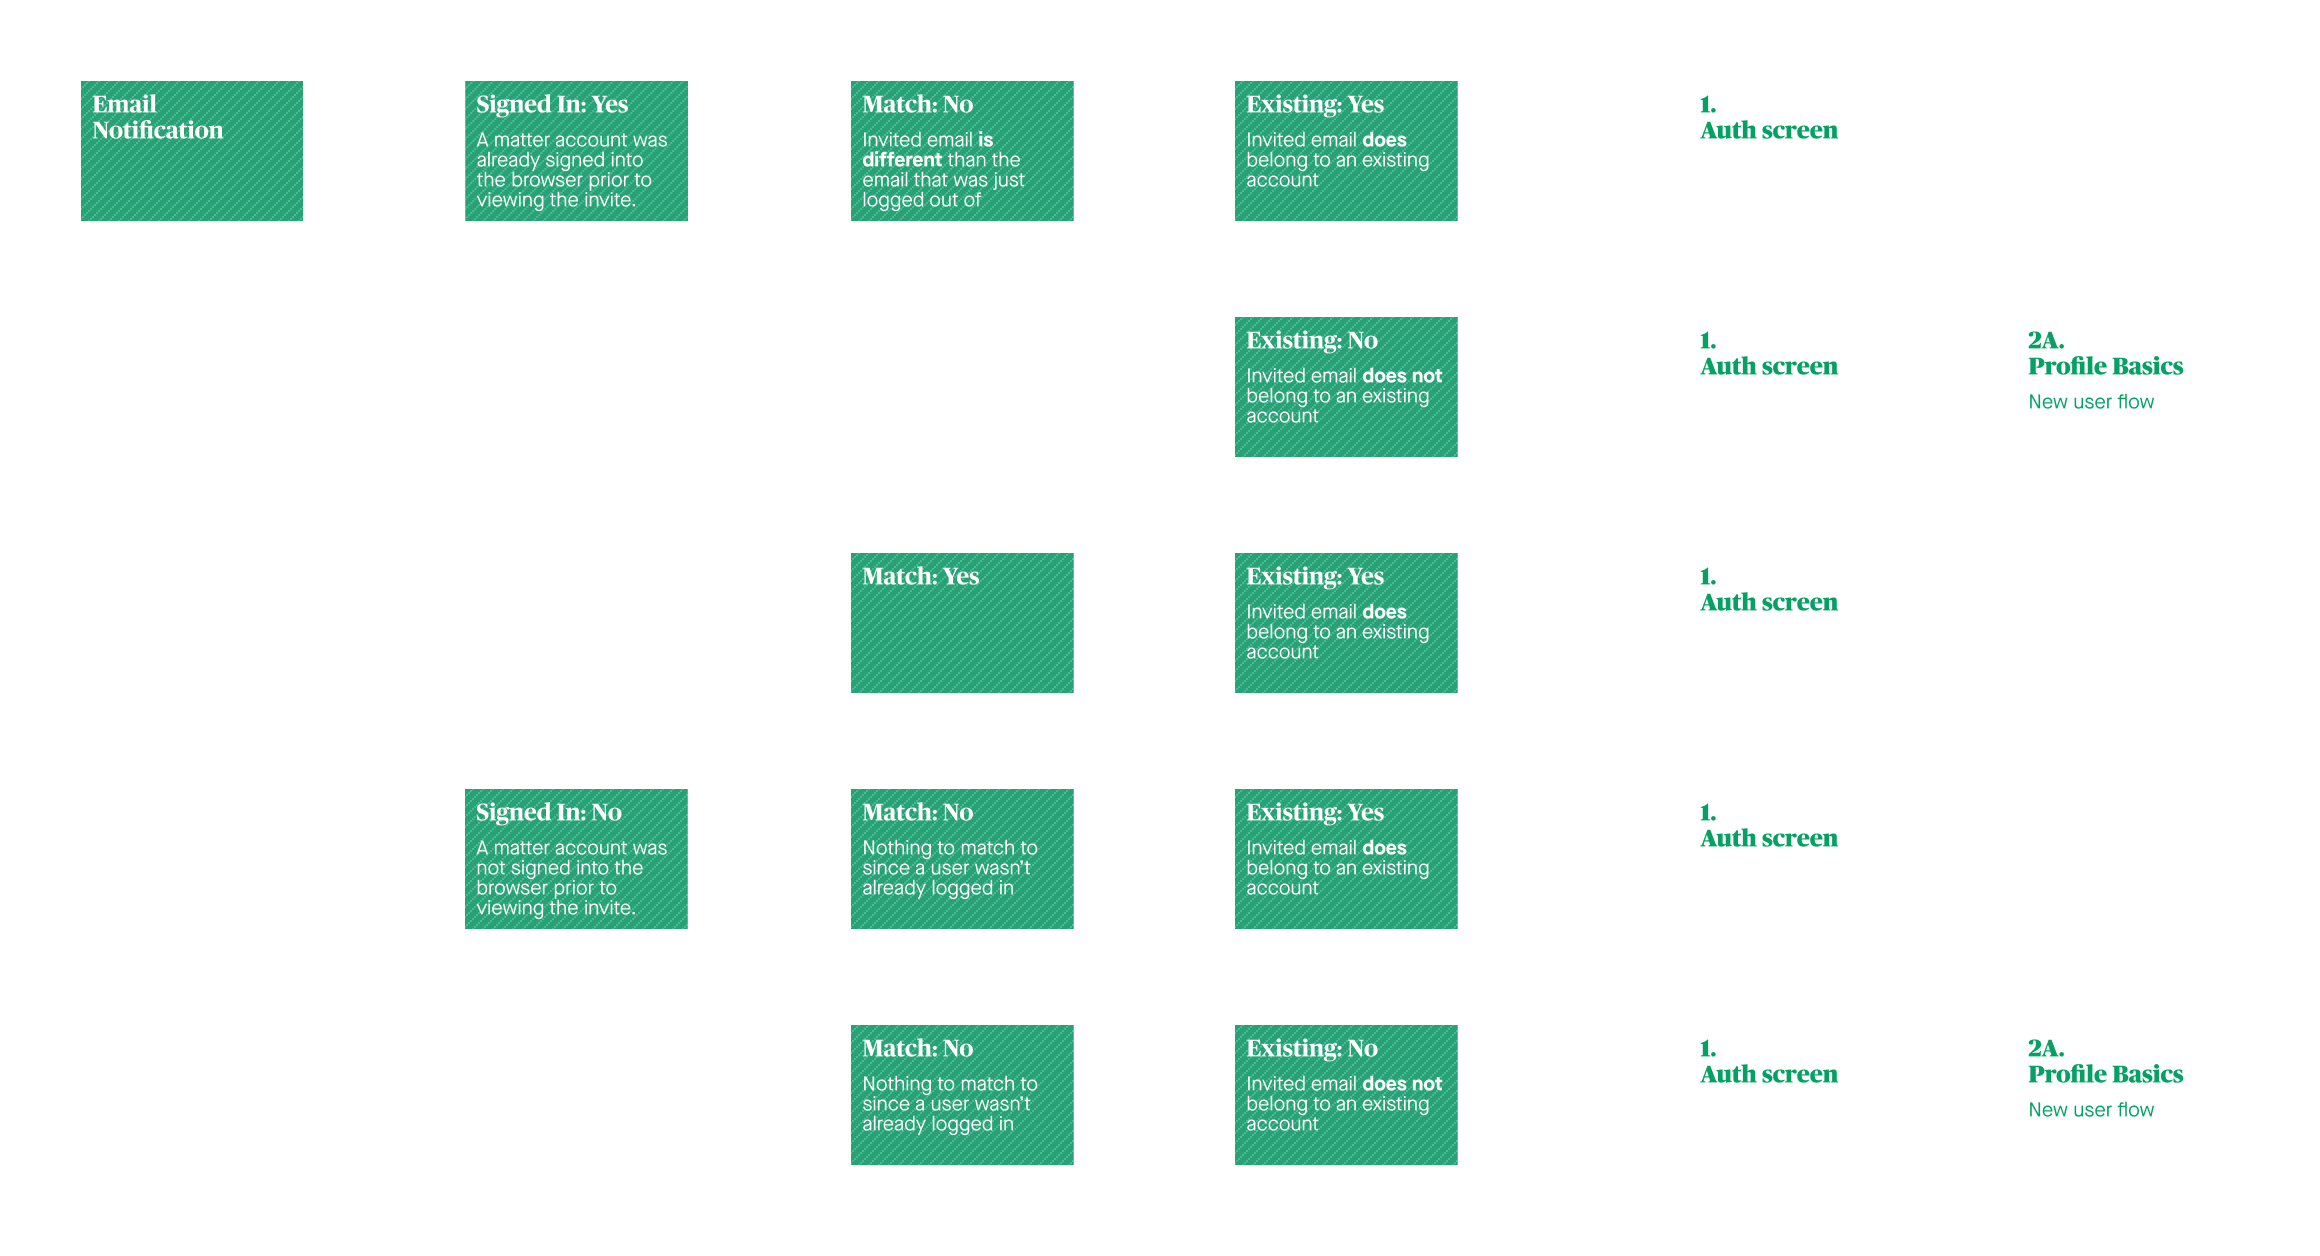 Email
Notification
Signed In: Yes
A matter account was
already signed into
the browser prior to
viewing the invite.
Match: No
Invited email is
different than the
email that was just
logged out of
Existing: Yes
Invited email does
belong to an existing
account
1.
Auth screen
Existing: No
Invited email does not
belong to an existing
account
1.
Auth screen
2A.
Profile Basics
New user flow
Match: Yes
Existing: Yes
Invited email does
belong to an existing
account
1.
Auth screen
Signed In: No
A matter account was
not signed into the
browser prior to
viewing the invite.
Match: No
Nothing to match to
since a user wasn't
already logged in
Existing: Yes
Invited email does
belong to an existing
account
1.
Auth screen
Match: No
Nothing to match to
since a user wasn't
already logged in
Existing: No
Invited email does not
belong to an existing
account
1.
Auth screen
2A.
Profile Basics
New user flow